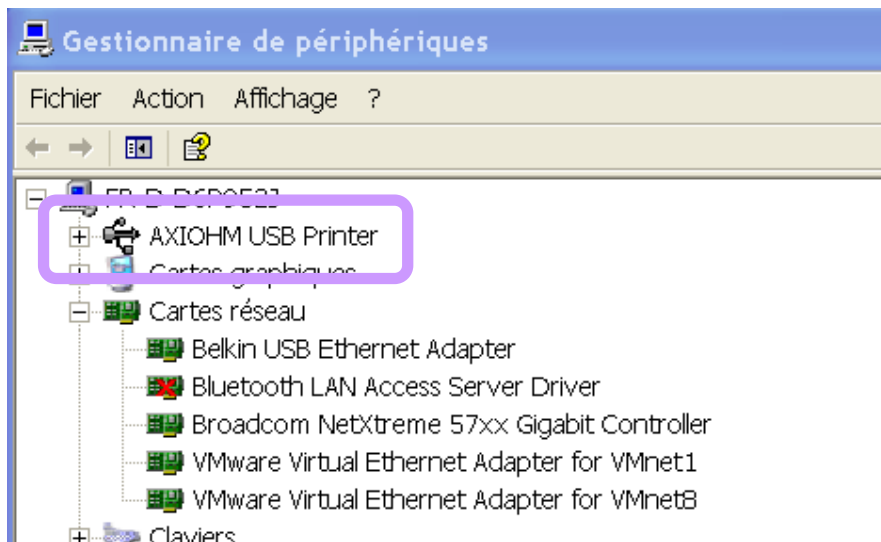 Gestionnaire de périphériques
Fichier Action Affichage ?
AXIOHM USB Printer
Cartes graphiques
Cartes réseau
Belkin USB Ethernet Adapter
Bluetooth LAN Access Server Driver
Broadcom NetXtreme 57xx Gigabit Controller
VMware Virtual Ethernet Adapter for VMnet1
VMware Virtual Ethernet Adapter for VMnet8
Claviers